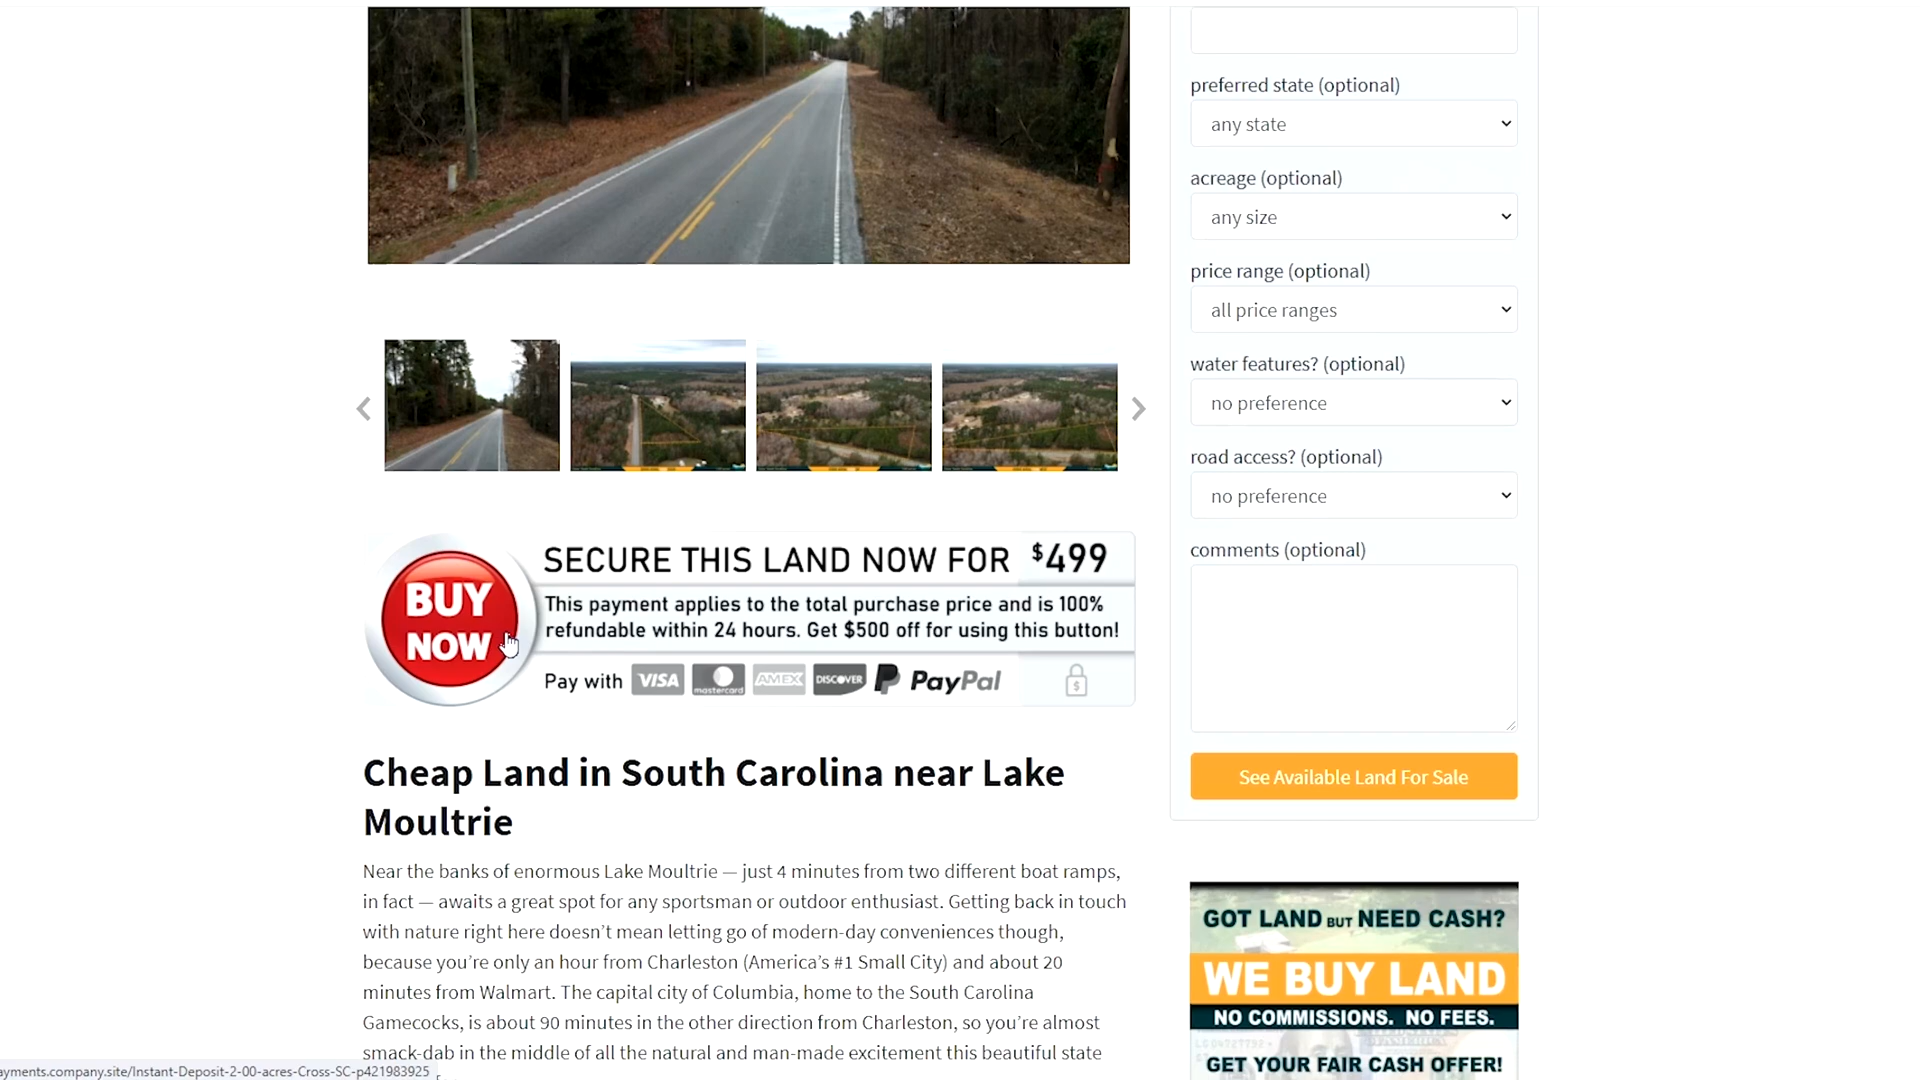 preferred state (optional)
any state
acreage (optional)
any size
price range (optional)
all price ranges
water features? (optional)
no preference
road access? (optional)
no preference
comments (optional)
See Available Land For Sale
BUY
NOW
SECURE THIS LAND NOW FOR $499
This payment applies to the total purchase price and is 100%
refundable within 24 hours. Get $500 off for using this button!
Pay with VISA mastercard AMEX DISCOVER PayPal
Cheap Land in South Carolina near Lake
Moultrie
Near the banks of enormous Lake Moultrie — just 4 minutes from two different boat ramps,
in fact — awaits a great spot for any sportsman or outdoor enthusiast. Getting back in touch
with nature right here doesn’t mean letting go of modern-day conveniences though,
because you’re only an hour from Charleston (America’s #1 Small City) and about 20
minutes from Walmart. The capital city of Columbia, home to the South Carolina
Gamecocks, is about 90 minutes in the other direction from Charleston, so you’re almost
smack-dab in the middle of all the natural and man-made excitement this beautiful state
GOT LAND BUT NEED CASH?
WE BUY LAND
NO COMMISSIONS. NO FEES.
GET YOUR FAIR CASH OFFER!
ayments.company.site/Instant-Deposit-2-00-acres-Cross-SC-p421983925